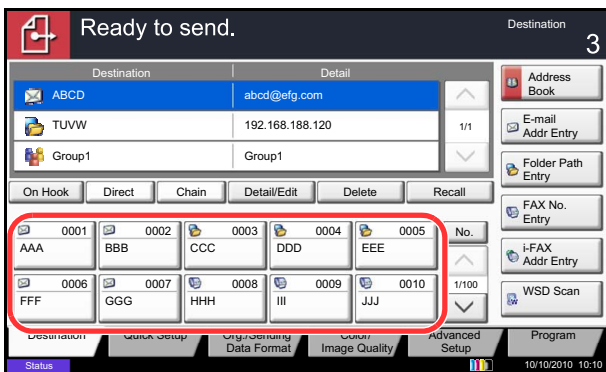 Ready to send.
Destination
3
Destination Detail
ABCD abcd@efg.com
TUVW 192.168.188.120
1/1
Group1 Group1
Address
Book
E-mail
Addr Entry
Folder Path
Entry
FAX No.
Entry
i-FAX
Addr Entry
WSD Scan
On Hook Direct Chain Detail/Edit Delete Recall
0001 0002 0003 0004 0005 No.
AAA BBB CCC DDD EEE
0006 0007 0008 0009 0010 1/100
FFF GGG HHH III JJJ
Destination Quick Setup Org./Sending
Data Format Color/
Image Quality Advanced
Setup Program
Status 10/10/2010 10:10